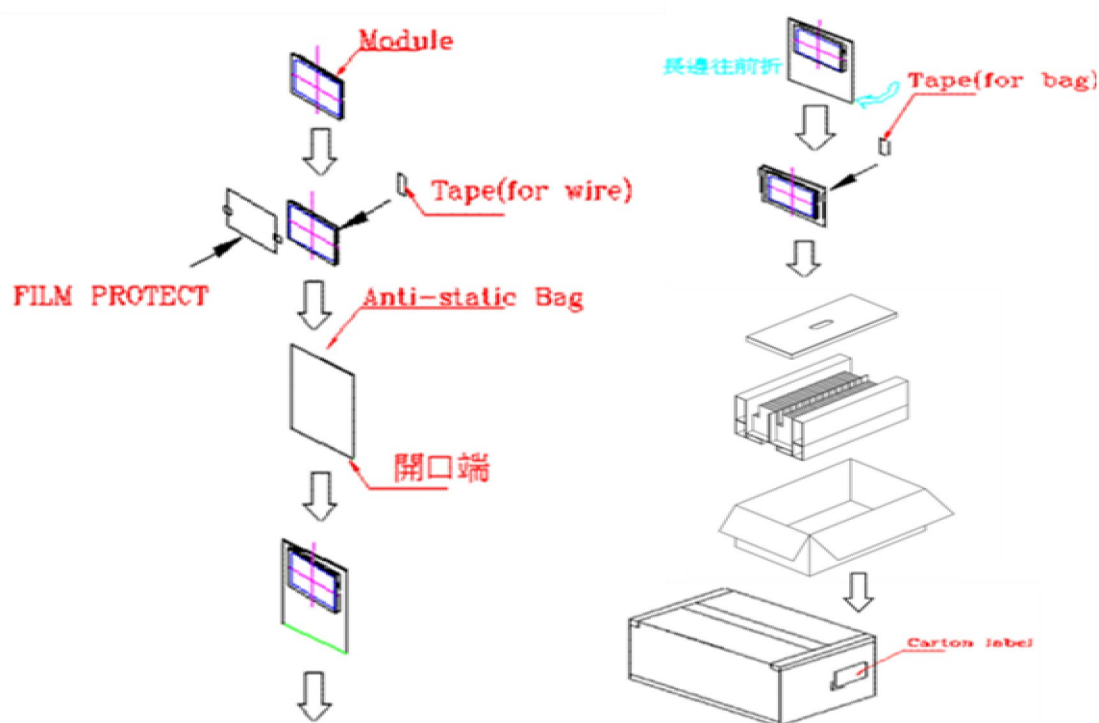 Module
Tape(for wire)
FILM PROTECT
Anti-static Bag
開口端
長邊往前折
Tape(for bag)
Carton label